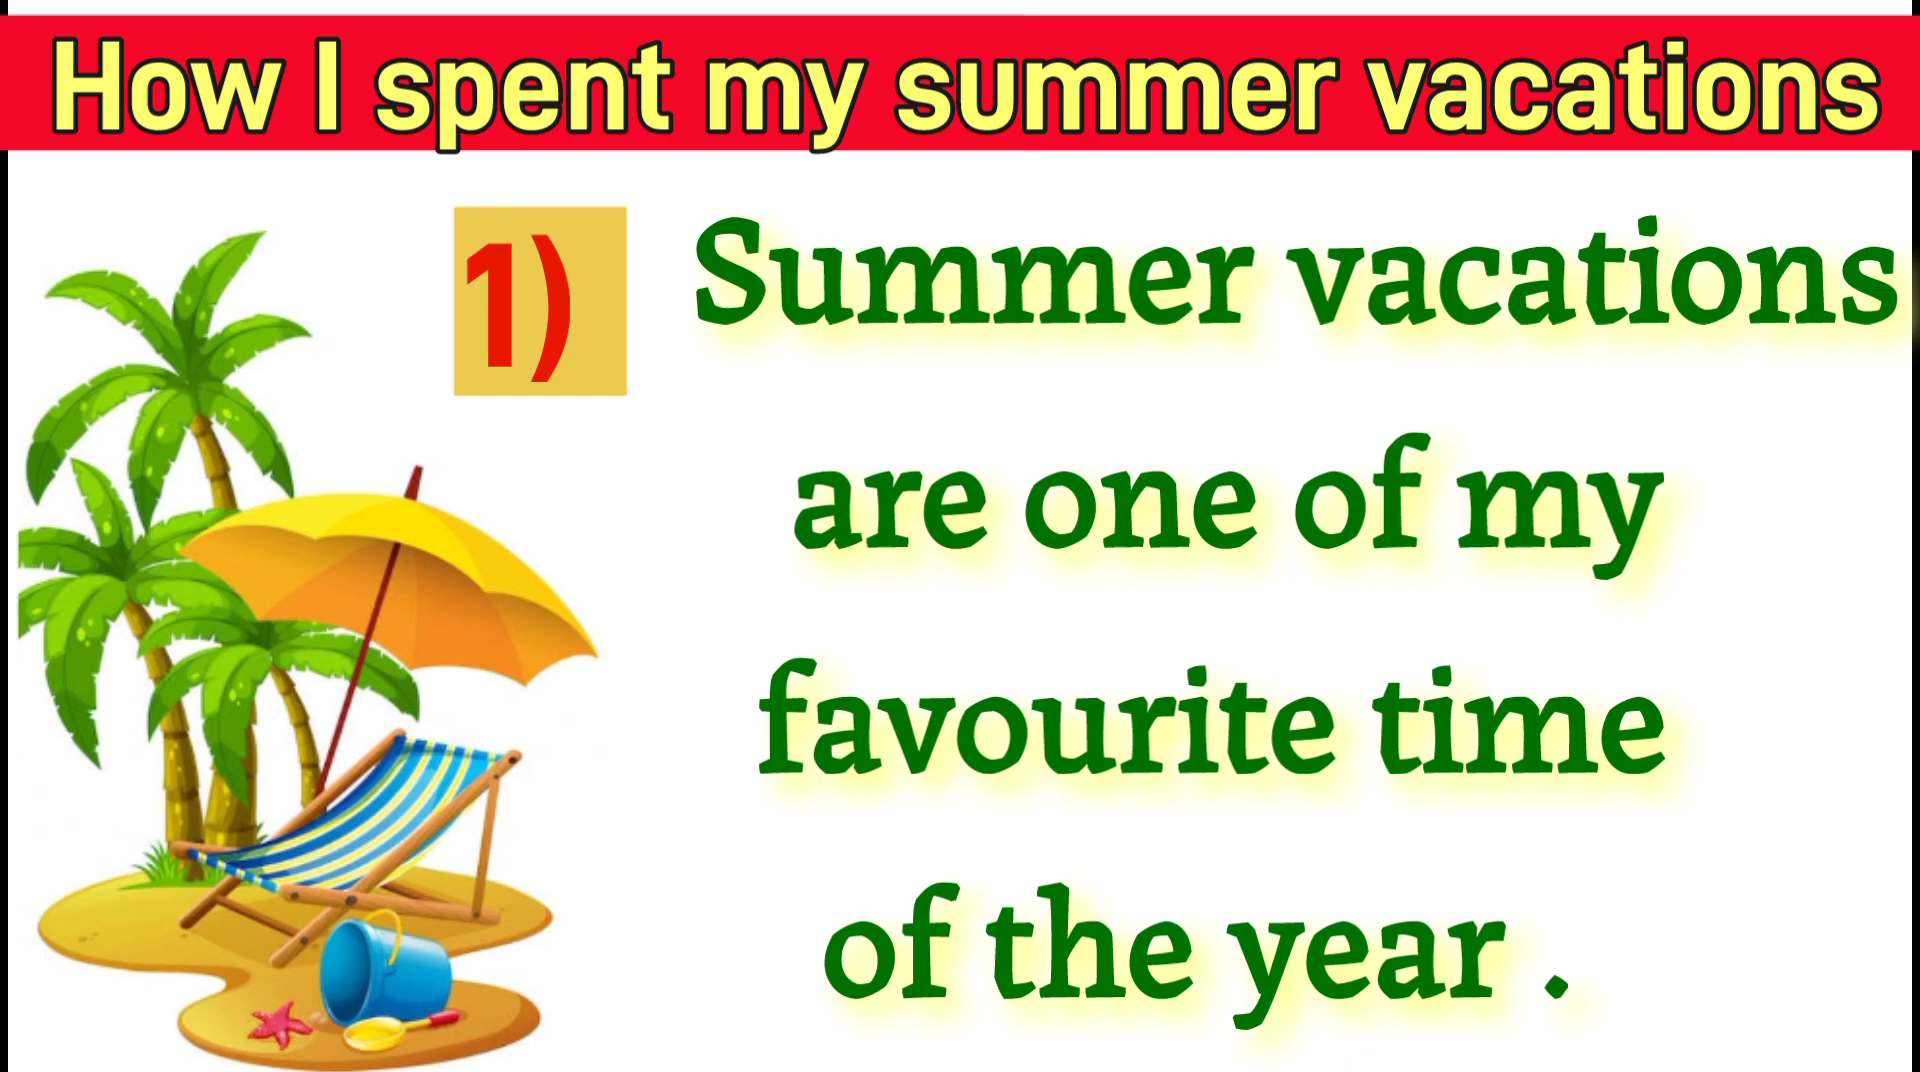 How I spent my summer vacations
1) Summer vacations
are one of my
favourite time
of the year .